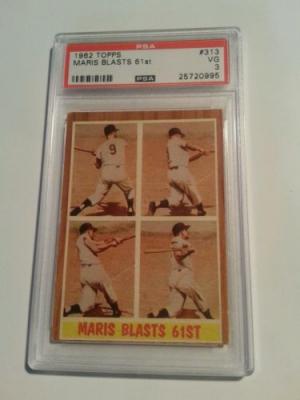 PSA
1962 TOPPS #313
MARIS BLASTS 61st VG
3
PSA 25720995
9
MARIS BLASTS 61ST